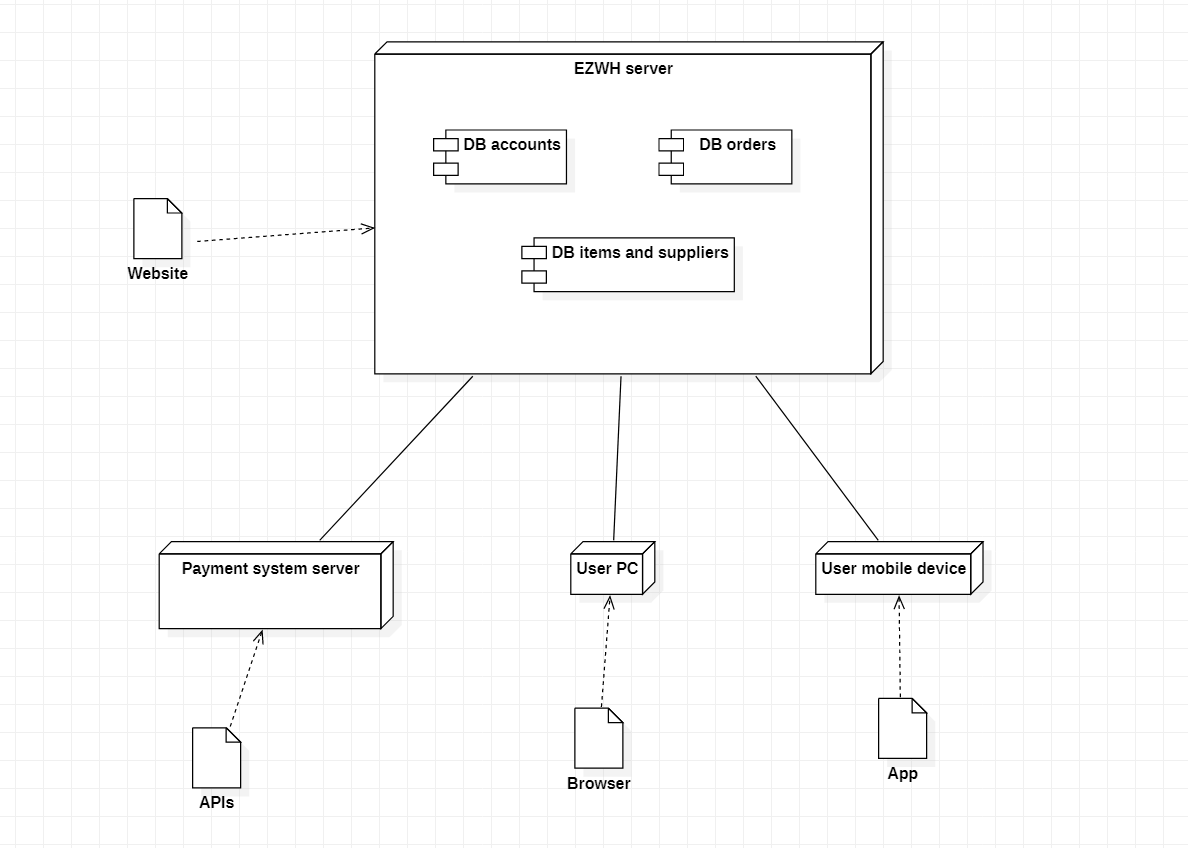 EZWH server
DB accounts
DB orders
Website
DB items and suppliers
Payment system server
User PC
User mobile device
APIs
Browser
App